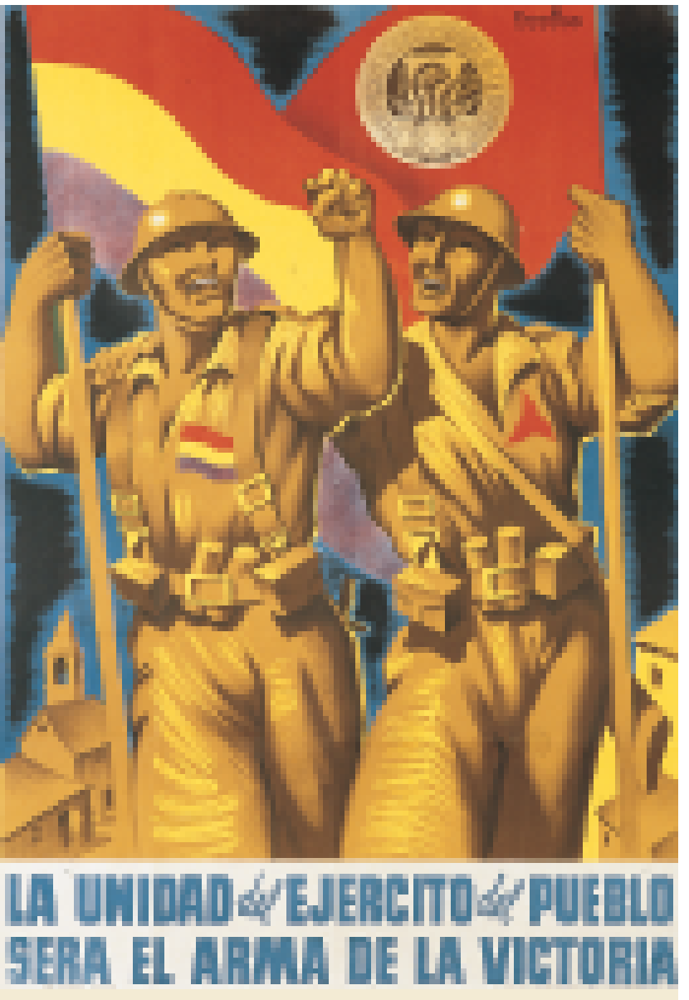 LA UNIDAD del EJERCITO del PUEBLO
SERA EL ARMA DE LA VICTORIA